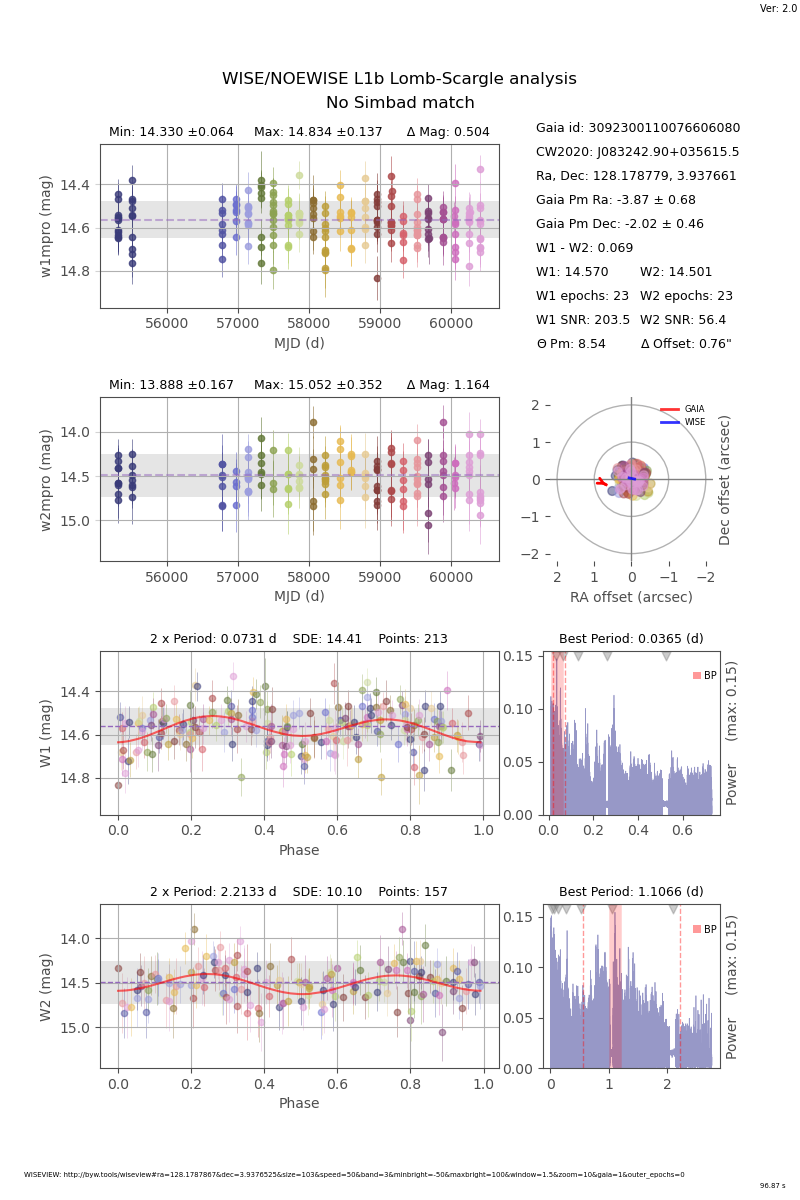 Ver: 2.0
WISE/NOEWISE L1b Lomb-Scargle analysis
No Simbad match
Min: 14.330 ±0.064 Max: 14.834 ±0.137 Δ Mag: 0.504
14.4
14.6
14.8
w1mpro (mag)
56000 57000 58000 59000 60000
MJD (d)
Gaia id: 3092300110076606080
CW2020: J083242.90+035615.5
Ra, Dec: 128.178779, 3.937661
Gaia Pm Ra: -3.87 ± 0.68
Gaia Pm Dec: -2.02 ± 0.46
W1 - W2: 0.069
W1: 14.570 W2: 14.501
W1 epochs: 23 W2 epochs: 23
W1 SNR: 203.5 W2 SNR: 56.4
Θ Pm: 8.54 Δ Offset: 0.76"
Min: 13.888 ±0.167 Max: 15.052 ±0.352 Δ Mag: 1.164
14.0
14.5
15.0
w2mpro (mag)
56000 57000 58000 59000 60000
MJD (d)
GAIA
WISE
2
1
0
−1
−2
Dec offset (arcsec)
2 1 0 −1 −2
RA offset (arcsec)
2 x Period: 0.0731 d SDE: 14.41 Points: 213
14.4
14.6
14.8
W1 (mag)
0.0 0.2 0.4 0.6 0.8 1.0
Phase
Best Period: 0.0365 (d)
BP
0.15
0.10
0.05
0.00
Power (max: 0.15)
0.0 0.2 0.4 0.6
2 x Period: 2.2133 d SDE: 10.10 Points: 157
14.0
14.5
15.0
W2 (mag)
0.0 0.2 0.4 0.6 0.8 1.0
Phase
Best Period: 1.1066 (d)
BP
0.15
0.10
0.05
0.00
Power (max: 0.15)
0 1 2
WISEVIEW: http://byw.tools/wiseview#ra=128.1787867&dec=3.9376525&size=103&speed=50&band=3&minbright=-50&maxbright=100&window=1.5&zoom=10&gaia=1&outer_epochs=0
96.87 s